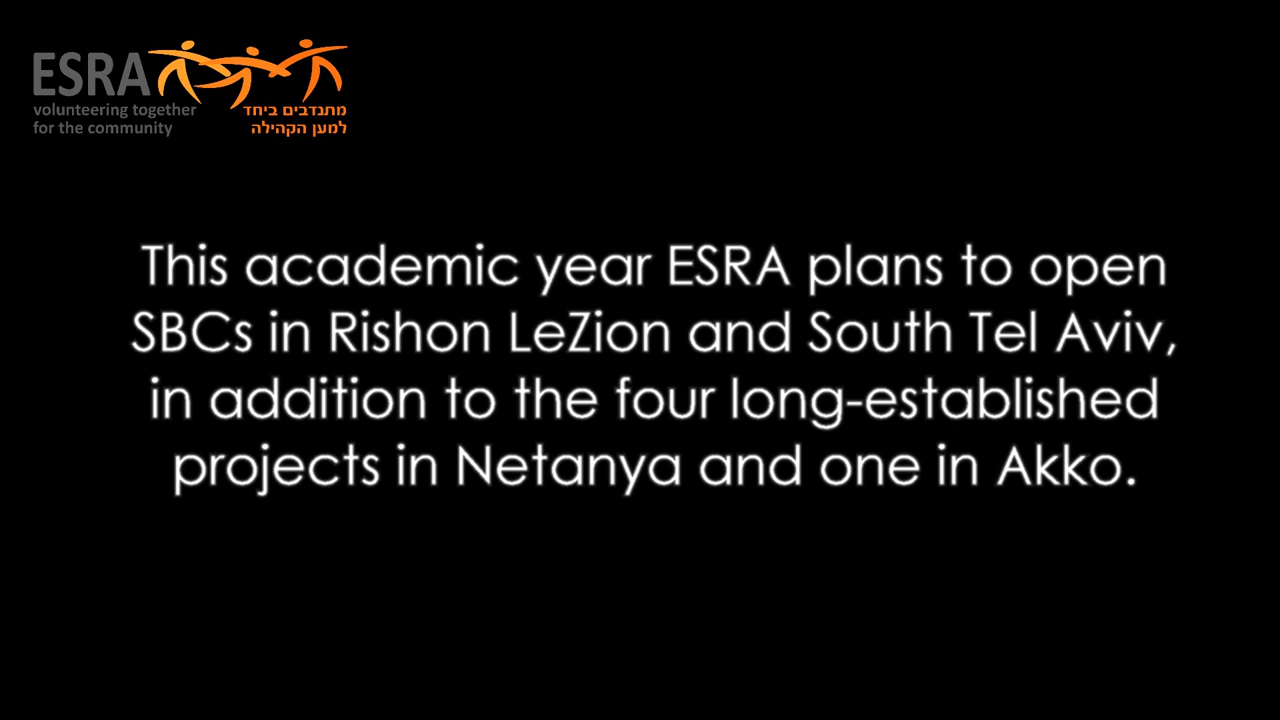 ESRA
volunteering together
for the community
מתנדבים ביחד
למען הקהילה
This academic year ESRA plans to open
SBCs in Rishon LeZion and South Tel Aviv,
in addition to the four long-established
projects in Netanya and one in Akko.